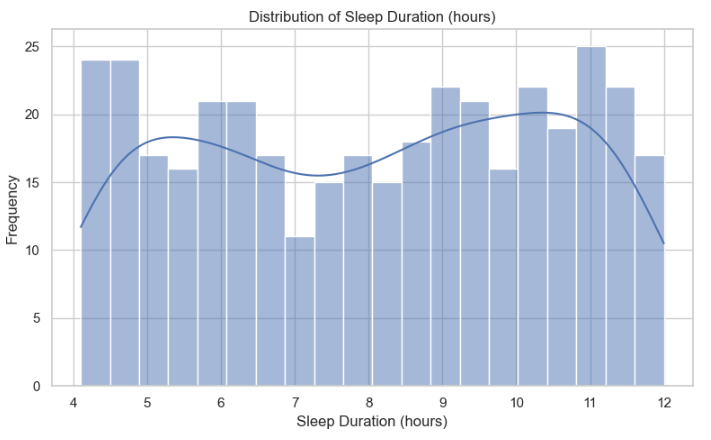 Distribution of Sleep Duration (hours)
25
20
15
10
5
0
Frequency
4 5 6 7 8 9 10 11 12
Sleep Duration (hours)